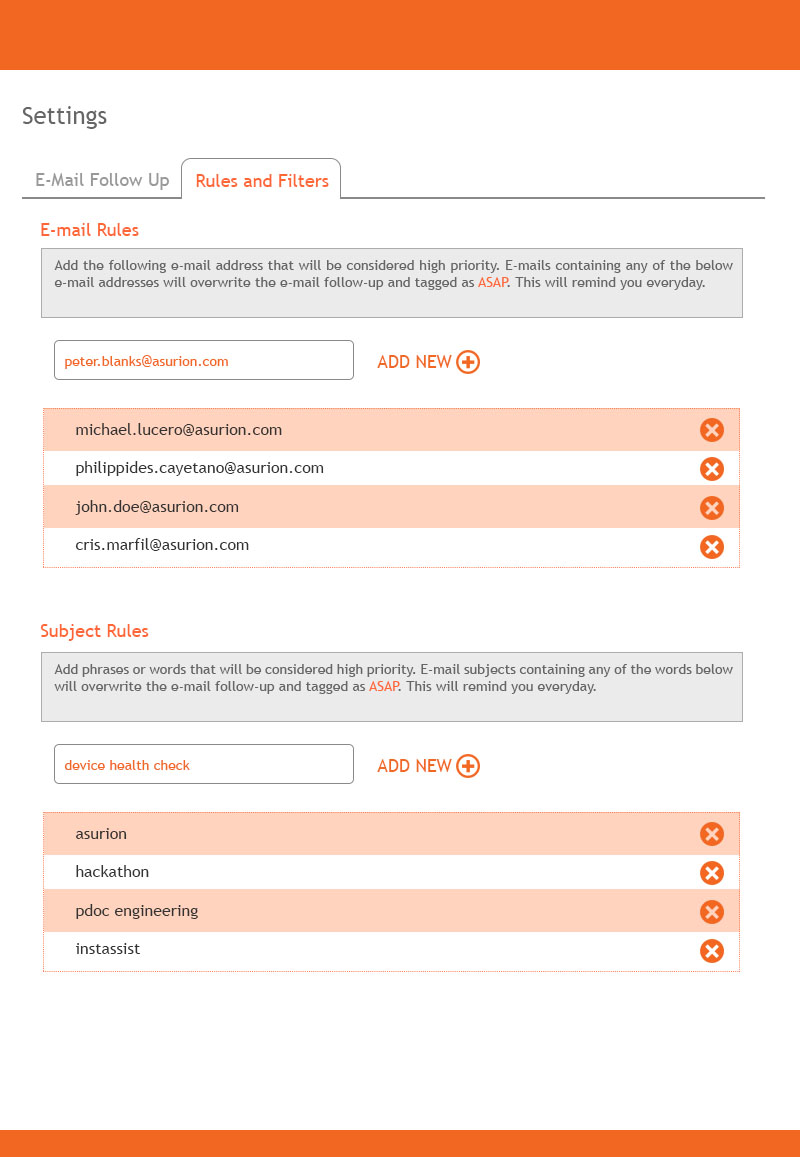 Settings
E-Mail Follow Up Rules and Filters
E-mail Rules
Add the following e-mail address that will be considered high priority. E-mails containing any of the below
e-mail addresses will overwrite the e-mail follow-up and tagged as ASAP. This will remind you everyday.
peter.blanks@asurion.com ADD NEW
michael.lucero@asurion.com
philippides.cayetano@asurion.com
john.doe@asurion.com
cris.marfil@asurion.com
Subject Rules
Add phrases or words that will be considered high priority. E-mail subjects containing any of the words below
will overwrite the e-mail follow-up and tagged as ASAP. This will remind you everyday.
device health check ADD NEW
asurion
hackathon
pdoc engineering
instassist